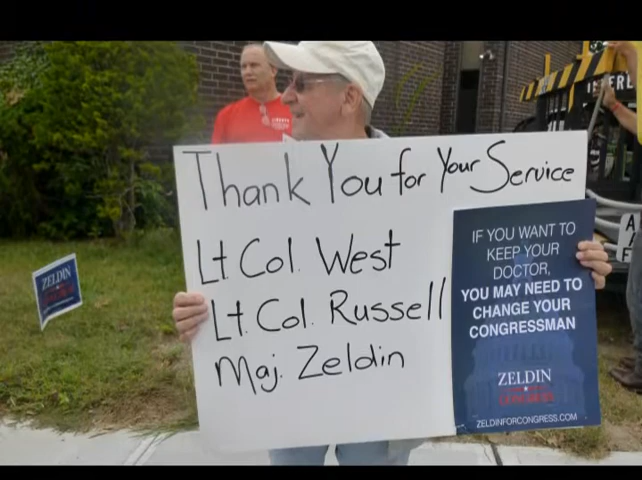 Thank You for Your Service
Lt. Col. West
Lt. Col. Russell
Maj. Zeldin
IF YOU WANT TO
KEEP YOUR
DOCTOR,
YOU MAY NEED TO
CHANGE YOUR
CONGRESSMAN
ZELDIN
ZELDINFORCONGRESS.COM
ZELDIN